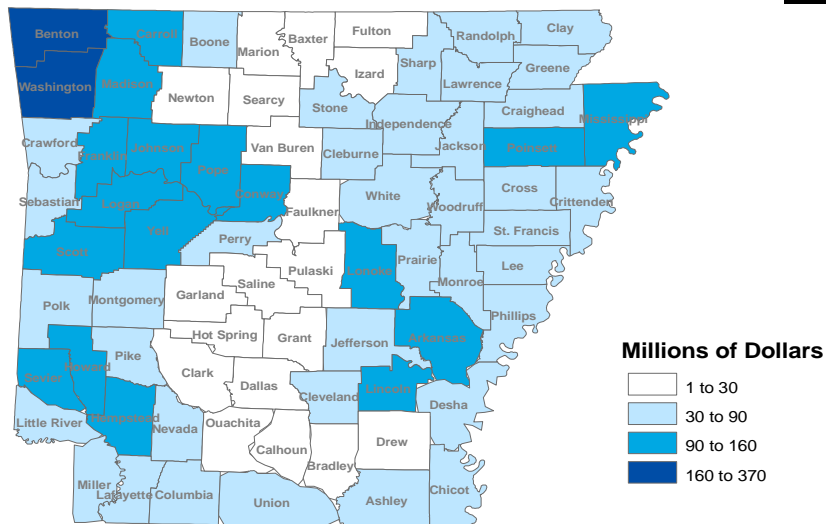 Benton
Carroll
Boone
Marion
Baxter
Fulton
Randolph
Clay
Sharp
Greene
Izard
Lawrence
Washington
Madison
Newton
Searcy
Stone
Independence
Craighead
Mississippi
Crawford
Franklin
Johnson
Pope
Van Buren
Cleburne
Jackson
Poinsett
Sebastian
Logan
Conway
Faulkner
White
Woodruff
Cross
Crittenden
Scott
Yell
Perry
St. Francis
Saline
Pulaski
Lonoke
Prairie
Monroe
Lee
Polk
Montgomery
Garland
Phillips
Hot Spring
Grant
Jefferson
Arkansas
Sevier
Howard
Pike
Clark
Dallas
Cleveland
Lincoln
Desha
Little River
Hempstead
Nevada
Ouachita
Calhoun
Bradley
Drew
Miller
Lafayette
Columbia
Union
Ashley
Chicot
Millions of Dollars
1 to 30
30 to 90
90 to 160
160 to 370